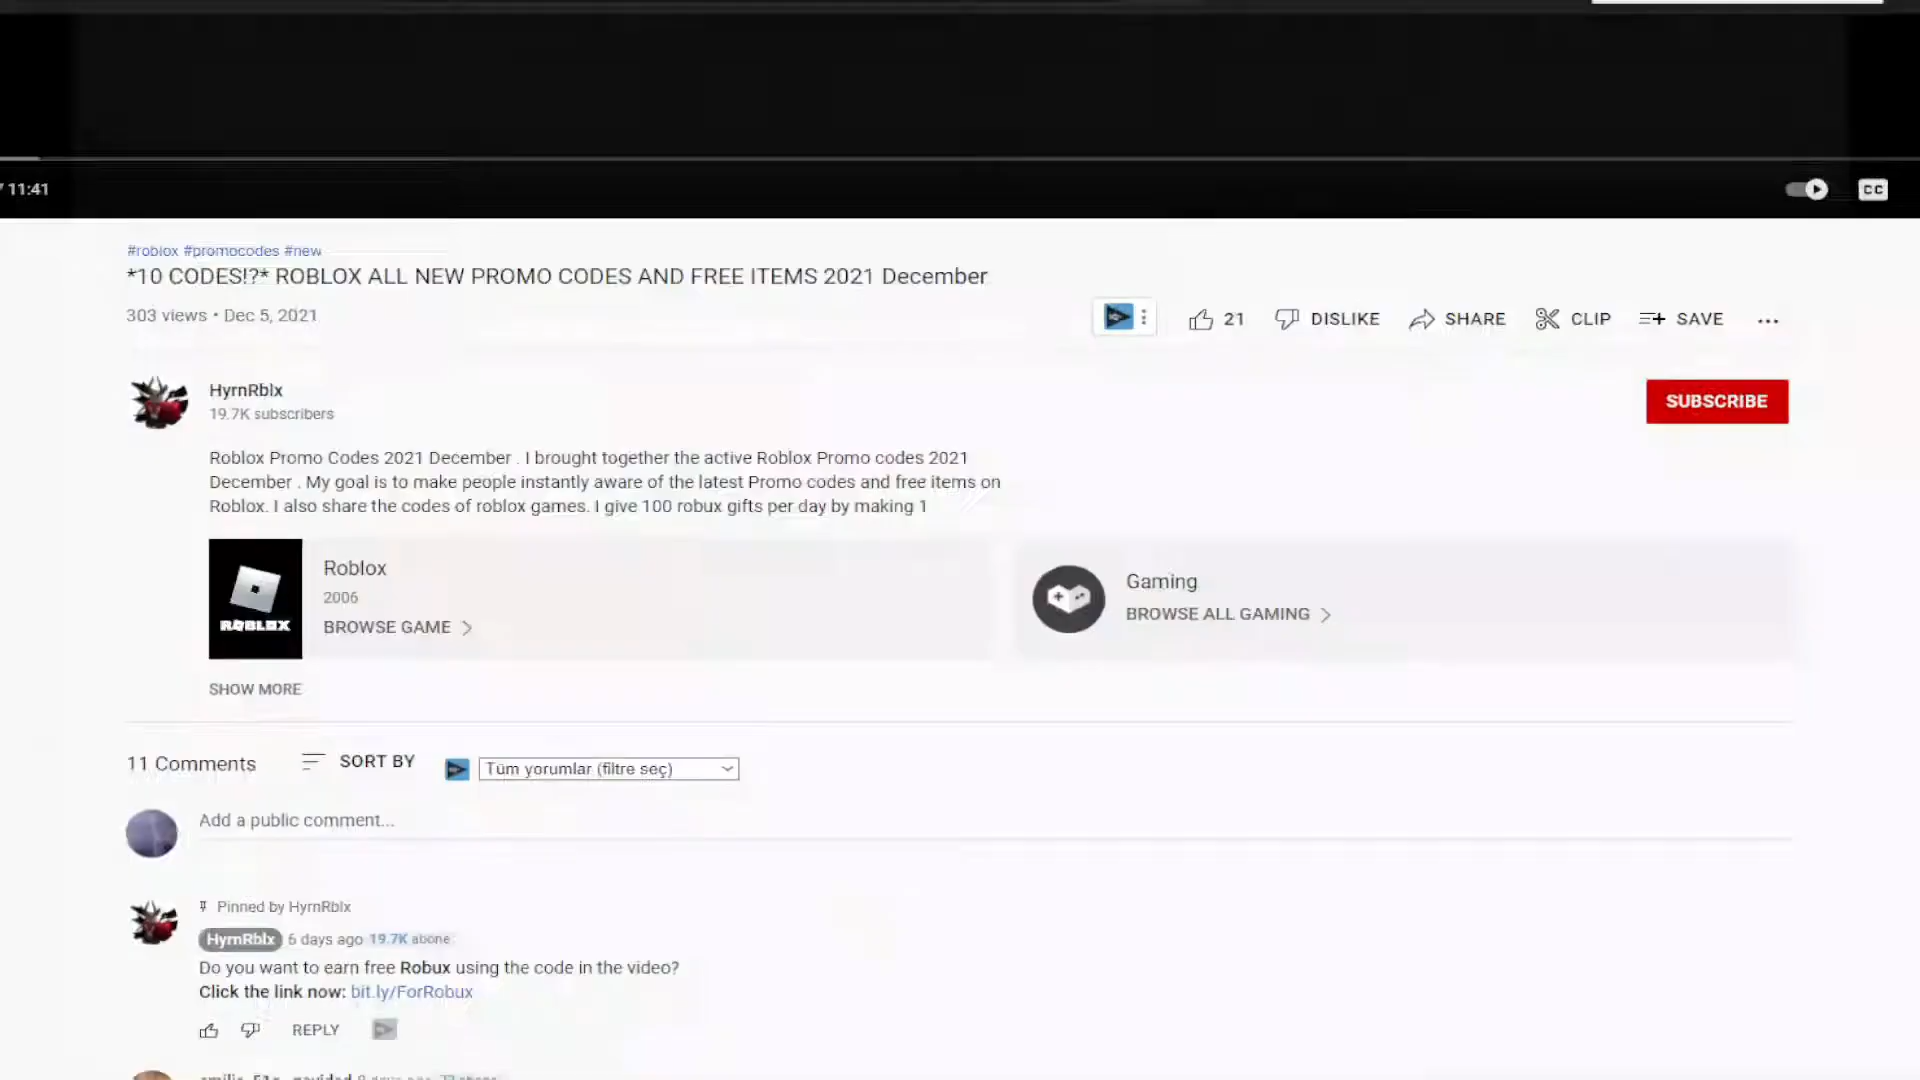 11:41
CC
#roblox #promocodes #new
*10 CODES!?* ROBLOX ALL NEW PROMO CODES AND FREE ITEMS 2021 December
303 views • Dec 5, 2021
21
DISLIKE
SHARE
CLIP
SAVE
HyrnRblx
19.7K subscribers
SUBSCRIBE
Roblox Promo Codes 2021 December . I brought together the active Roblox Promo codes 2021
December . My goal is to make people instantly aware of the latest Promo codes and free items on
Roblox. I also share the codes of roblox games. I give 100 robux gifts per day by making 1
ROBLOX
Roblox
2006
BROWSE GAME
Gaming
BROWSE ALL GAMING
SHOW MORE
11 Comments
SORT BY
Tüm yorumlar (filtre seç)
Add a public comment...
Pinned by HyrnRblx
HyrnRblx 6 days ago 19.7K abone
Do you want to earn free Robux using the code in the video?
Click the link now: bit.ly/ForRobux
REPLY